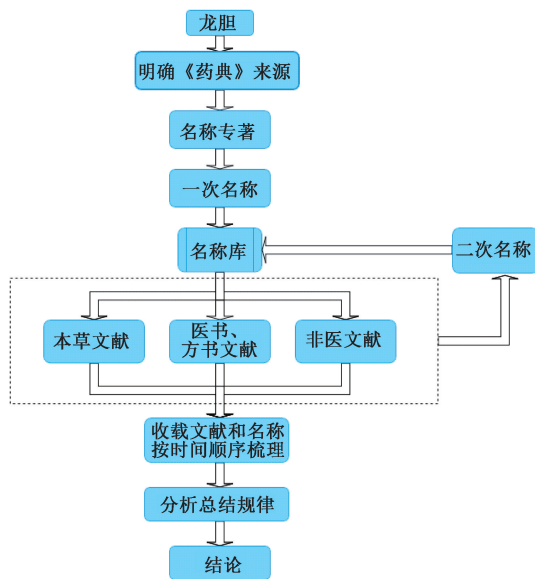 龙胆
明确《药典》来源
名称专著
一次名称
名称库
二次名称
本草文献
医书、
方书文献
非医文献
收载文献和名称
按时间顺序梳理
分析总结规律
结论